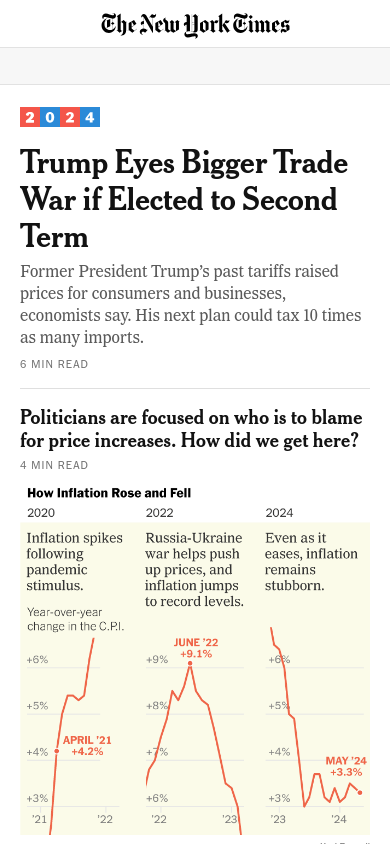 The New York Times
2024
Trump Eyes Bigger Trade
War if Elected to Second
Term
Former President Trump’s past tariffs raised
prices for consumers and businesses,
economists say. His next plan could tax 10 times
as many imports.
6 MIN READ
Politicians are focused on who is to blame
for price increases. How did we get here?
4 MIN READ
How Inflation Rose and Fell
2020
Inflation spikes
following
pandemic
stimulus.
Year-over-year
change in the C.P.I.
+6%
+5%
+4%
+3%
APRIL ’21
+4.2%
’21
’22
2022
Russia-Ukraine
war helps push
up prices, and
inflation jumps
to record levels.
JUNE ’22
+9.1%
+9%
+8%
+7%
+6%
’22
’23
2024
Even as it
eases, inflation
remains
stubborn.
+6%
+5%
+4%
+3%
MAY ’24
+3.3%
’23
’24